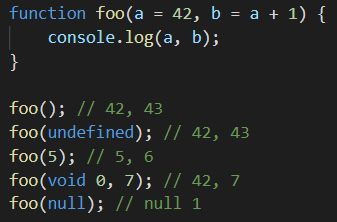 function foo(a = 42, b = a + 1) {
    console.log(a, b);
}

foo(); // 42, 43
foo(undefined); // 42, 43
foo(5); // 5, 6
foo(void 0, 7); // 42, 7
foo(null); // null 1